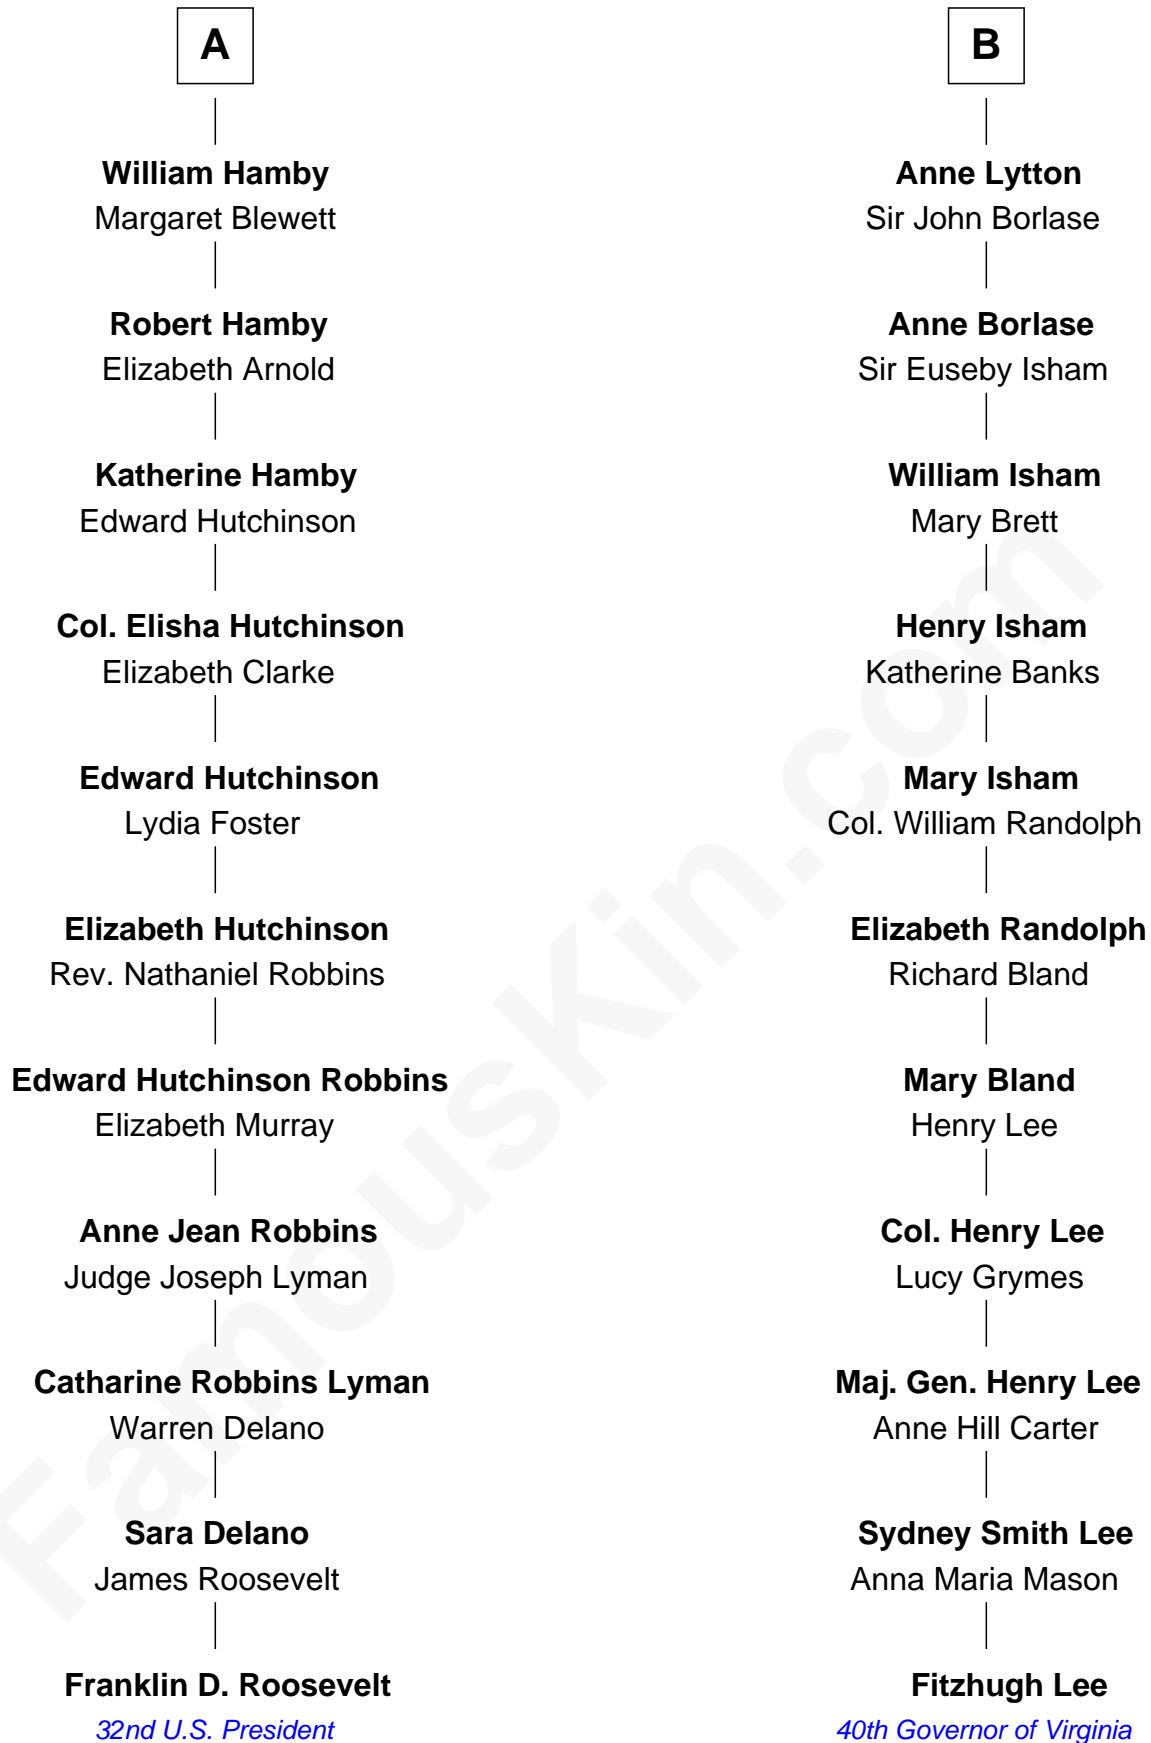 A
William Hamby
Margaret Blewett
Robert Hamby
Elizabeth Arnold
Katherine Hamby
Edward Hutchinson
Col. Elisha Hutchinson
Elizabeth Clarke
Edward Hutchinson
Lydia Foster
Elizabeth Hutchinson
Rev. Nathaniel Robbins
Edward Hutchinson Robbins
Elizabeth Murray
Anne Jean Robbins
Judge Joseph Lyman
Catharine Robbins Lyman
Warren Delano
Sara Delano
James Roosevelt
Franklin D. Roosevelt
32nd U.S. President
B
Anne Lytton
Sir John Borlase
Anne Borlase
Sir Euseby Isham
William Isham
Mary Brett
Henry Isham
Katherine Banks
Mary Isham
Col. William Randolph
Elizabeth Randolph
Richard Bland
Mary Bland
Henry Lee
Col. Henry Lee
Lucy Grymes
Maj. Gen. Henry Lee
Anne Hill Carter
Sydney Smith Lee
Anna Maria Mason
Fitzhugh Lee
40th Governor of Virginia
FamousKin.com